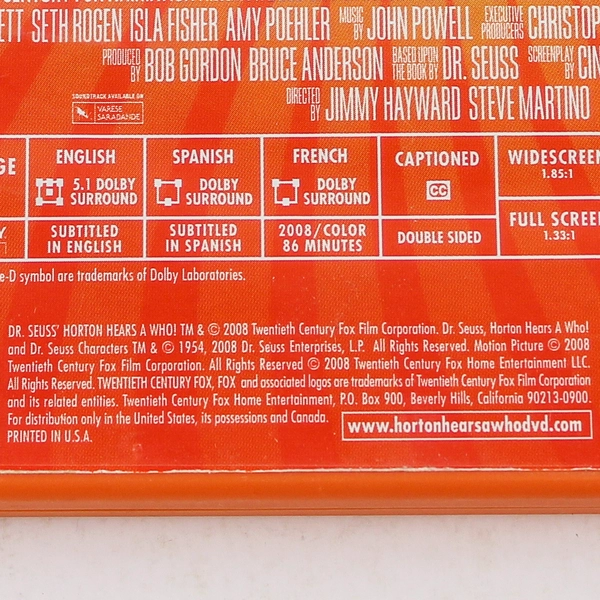 SETH ROGEN ISLA FISHER AMY POEHLER MUSIC BY JOHN POWELL EXECUTIVE PRODUCERS
PRODUCED BY BOB GORDON BRUCE ANDERSON BASED UPON THE BOOK BY DR. SEUSS SCREENPLAY BY
SOUNDTRACK AVAILABLE ON
VARÈSE
SARABANDE
DIRECTED BY JIMMY HAYWARD STEVE MARTINO
ENGLISH
5.1 DOLBY
SURROUND
SUBTITLED
IN ENGLISH
SPANISH
DOLBY
SURROUND
SUBTITLED
IN SPANISH
FRENCH
DOLBY
SURROUND
2008/COLOR
86 MINUTES
CAPTIONED
CC
DOUBLE SIDED
WIDESCREEN
1.85:1
FULL SCREEN
1.33:1
e-D symbol are trademarks of Dolby Laboratories.
DR. SEUSS' HORTON HEARS A WHO! TM & © 2008 Twentieth Century Fox Film Corporation. Dr. Seuss, Horton Hears A Who!
and Dr. Seuss Characters TM & © 1954, 2008 Dr. Seuss Enterprises, L.P. All Rights Reserved. Motion Picture © 2008
Twentieth Century Fox Film Corporation. All Rights Reserved © 2008 Twentieth Century Fox Home Entertainment LLC.
All Rights Reserved. TWENTIETH CENTURY FOX, FOX and associated logos are trademarks of Twentieth Century Fox Film Corporation
and its related entities. Twentieth Century Fox Home Entertainment, P.O. Box 900, Beverly Hills, California 90213-0900.
For distribution only in the United States, its possessions and Canada.
PRINTED IN U.S.A.
www.hortonhearsawhodvd.com